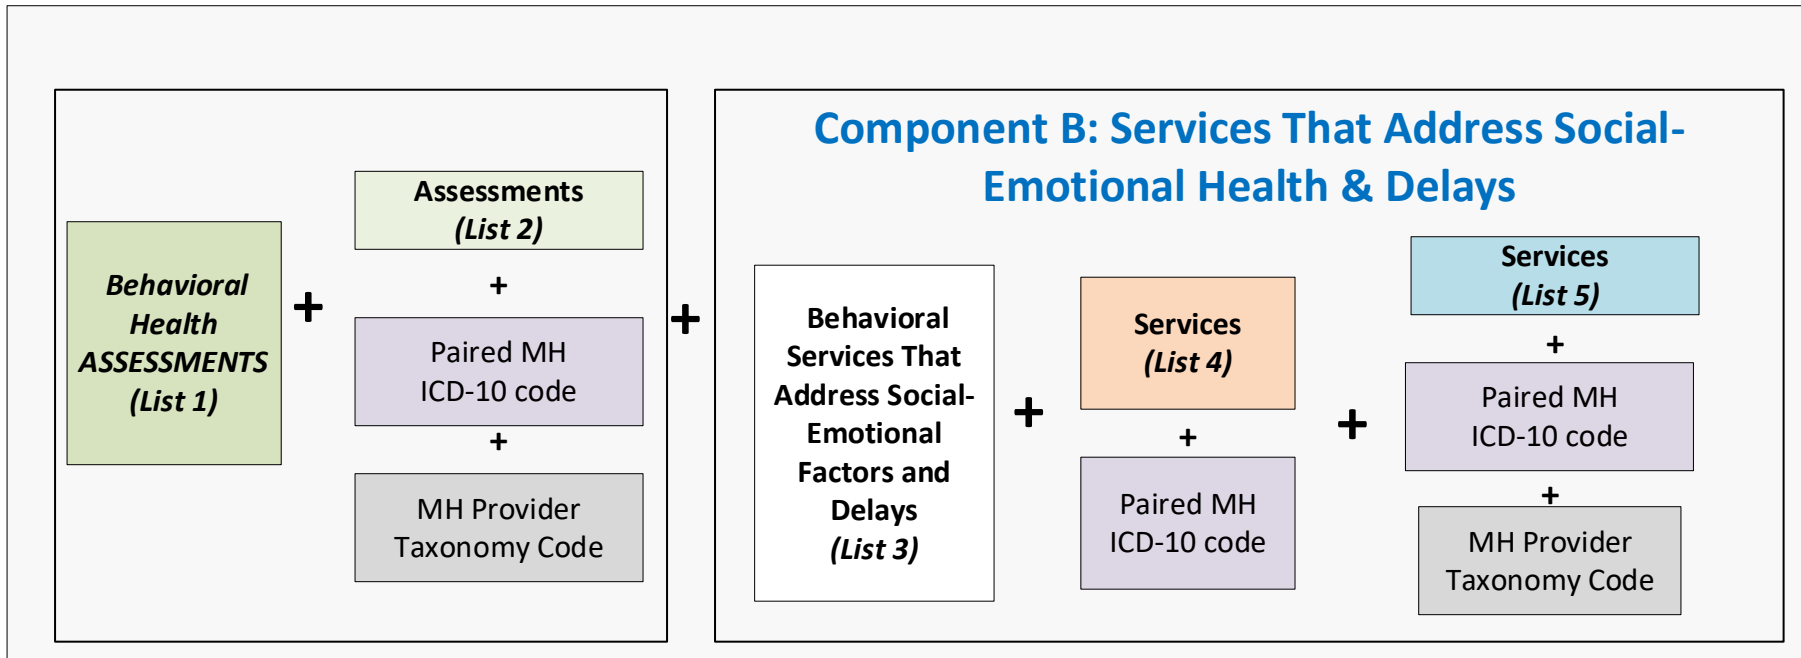 Behavioral
Health
ASSESSMENTS
(List 1)
+
Assessments
(List 2)
+
Paired MH
ICD-10 code
+
MH Provider
Taxonomy Code
+
Component B: Services That Address Social-
Emotional Health & Delays
Behavioral
Services That
Address Social-
Emotional
Factors and
Delays
(List 3)
+
Services
(List 4)
+
Paired MH
ICD-10 code
+
Services
(List 5)
+
Paired MH
ICD-10 code
+
MH Provider
Taxonomy Code